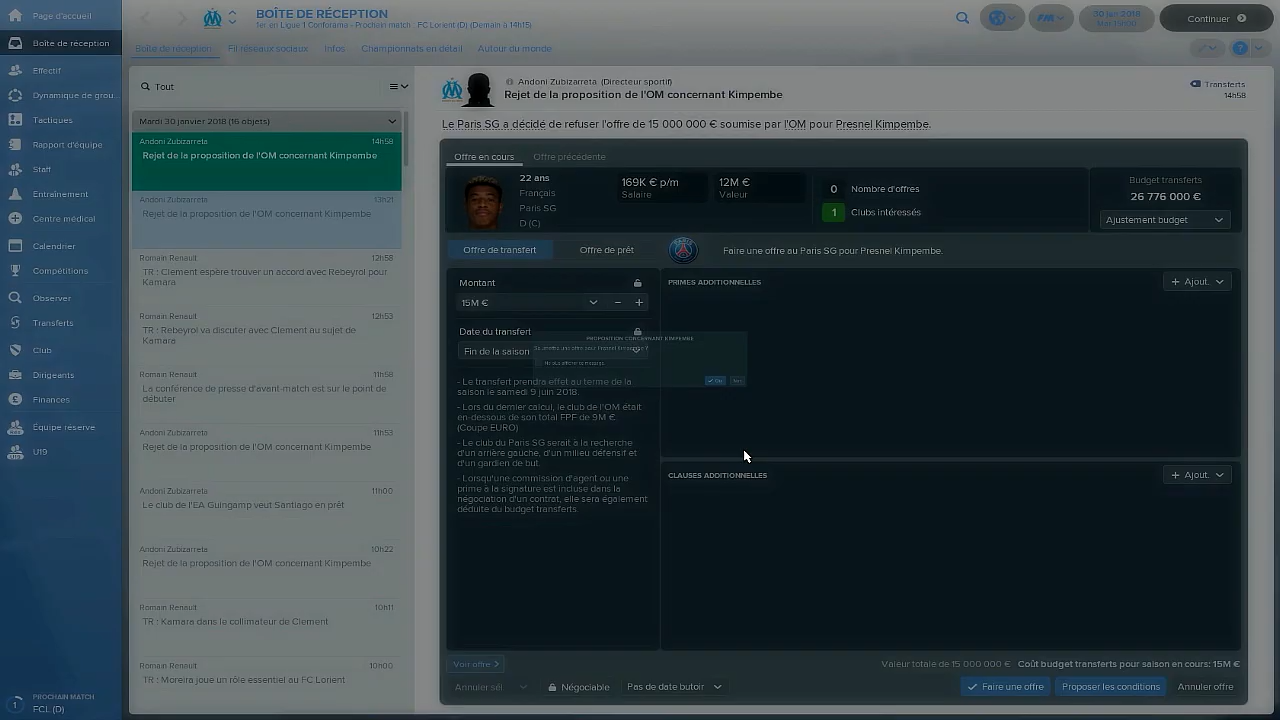 Page d'accueil
Boîte de réception
Effectif
Dynamique de grou...
Tactiques
Rapport d'équipe
Staff
Entraînement
Centre médical
Calendrier
Compétitions
Observer
Transferts
Club
Dirigeants
Finances
Équipe réserve
U19
1
PROCHAIN MATCH
FCL (D)
BOÎTE DE RÉCEPTION
1er en Ligue 1 Conforama - Prochain match : FC Lorient (D) (Demain à 14h15)
FM
30 jan 2018
Mar 15h00
Continuer
Boîte de réception
Fil réseaux sociaux
Infos
Championnats en détail
Autour du monde
?
Tout
Mardi 30 janvier 2018 (16 objets)
Andoni Zubizarreta 14h58
Rejet de la proposition de l'OM concernant Kimpembe
Andoni Zubizarreta 13h21
Rejet de la proposition de l'OM concernant Kimpembe
Romain Renault 12h58
TR : Clement espère trouver un accord avec Rebeyrol pour
Kamara
Romain Renault 12h53
TR : Rebeyrol va discuter avec Clement au sujet de
Kamara
Romain Renault 11h58
La conférence de presse d'avant-match est sur le point de
débuter
Andoni Zubizarreta 11h53
Rejet de la proposition de l'OM concernant Kimpembe
Andoni Zubizarreta 11h00
Le club de l'EA Guingamp veut Santiago en prêt
Andoni Zubizarreta 10h22
Rejet de la proposition de l'OM concernant Kimpembe
Romain Renault 10h11
TR : Kamara dans le collimateur de Clement
Romain Renault 10h00
TR : Moreira joue un rôle essentiel au FC Lorient
Andoni Zubizarreta (Directeur sportif)
Rejet de la proposition de l'OM concernant Kimpembe
Transferts
14h58
Le Paris SG a décidé de refuser l'offre de 15 000 000 € soumise par l'OM pour Presnel Kimpembe.
Offre en cours
Offre précédente
22 ans
Français
Paris SG
D (C)
169K € p/m
Salaire
12M €
Valeur
0 Nombre d'offres
1 Clubs intéressés
Budget transferts
26 776 000 €
Ajustement budget
Offre de transfert
Offre de prêt
Faire une offre au Paris SG pour Presnel Kimpembe.
Montant
15M €
Date du transfert
Fin de la saison
- Le transfert prendra effet au terme de la
saison le samedi 9 juin 2018.
- Lors du dernier calcul, le club de l'OM était
en-dessous de son total FPF de 9M €.
(Coupe EURO)
- Le club du Paris SG serait à la recherche
d'un arrière gauche, d'un milieu défensif et
d'un gardien de but.
- Lorsqu'une commission d'agent ou une
prime à la signature est incluse dans la
négociation d'un contrat, elle sera également
déduite du budget transferts.
PRIMES ADDITIONNELLES
Ajout.
PROPOSITION CONCERNANT KIMPEMBE
Oui
Non
CLAUSES ADDITIONNELLES
Ajout.
Voir offre
Valeur totale de 15 000 000 € Coût budget transferts pour saison en cours: 15M €
Annuler sél
Négociable
Pas de date butoir
Faire une offre
Proposer les conditions
Annuler offre